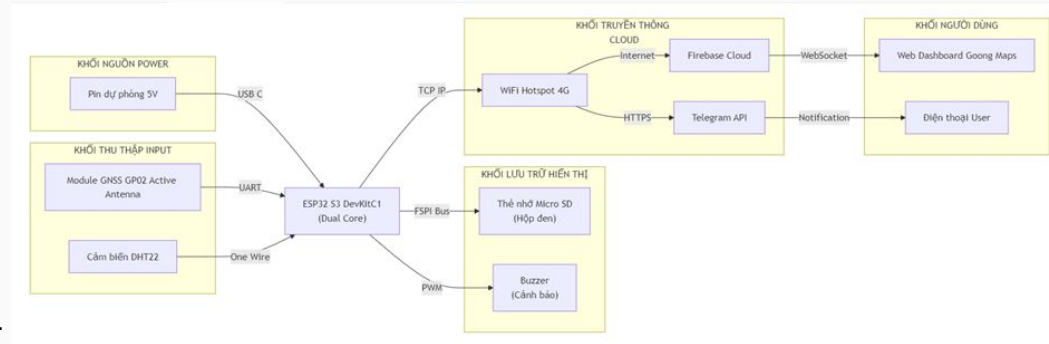 KHỐI NGUỒN POWER
Pin dự phòng 5V
USB C
KHỐI THU THẬP INPUT
Module GNSS GP02 Active
Antenna
UART
Cảm biến DHT22
One Wire
ESP32 S3 DevKitC1
(Dual Core)
TCP IP
FSPI Bus
PWM
KHỐI TRUYỀN THÔNG
CLOUD
WiFi Hotspot 4G
Internet
HTTPS
Firebase Cloud
Telegram API
WebSocket
Notification
KHỐI NGƯỜI DÙNG
Web Dashboard Goong Maps
Điện thoại User
KHỐI LƯU TRỮ HIỂN THỊ
Thẻ nhớ Micro SD
(Hộp đen)
Buzzer
(Cảnh báo)